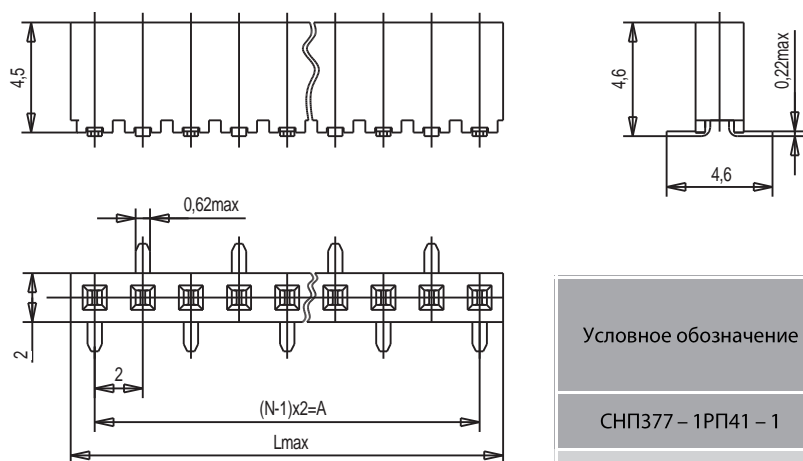 4,5
4,6
0,22max
4,6
0,62max
2
2
(N-1)x2=A
Lmax
Условное обозначение
СНП377 – 1РП41 – 1